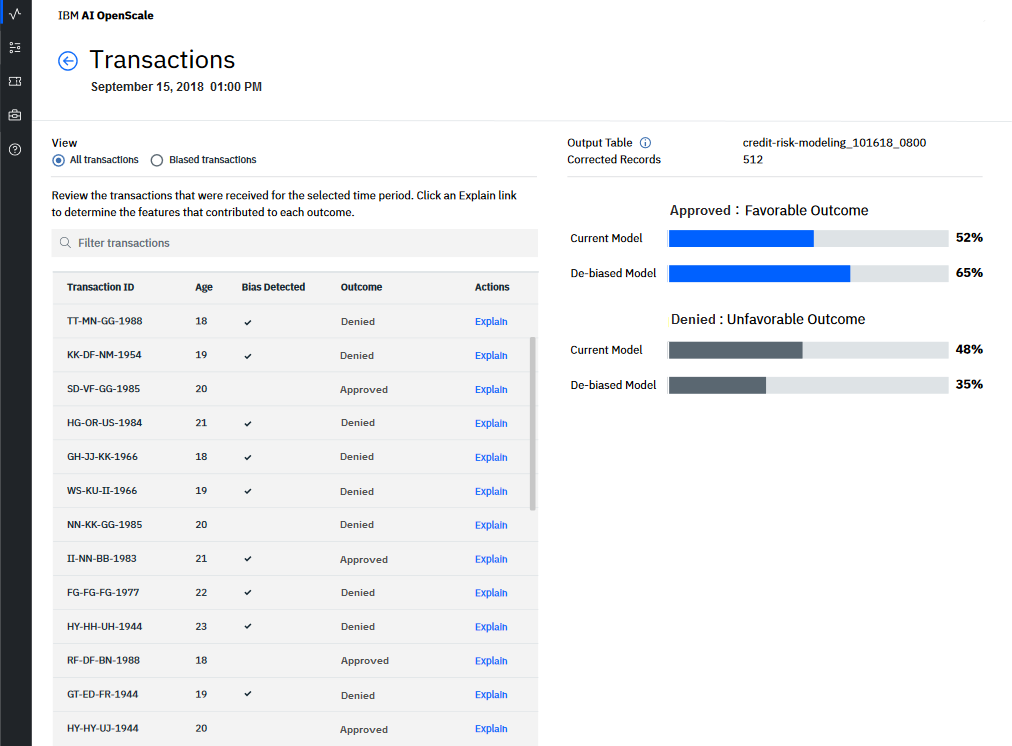 IBM AI OpenScale
Transactions
September 15, 2018 01:00 PM
View
All transactions Biased transactions
Review the transactions that were received for the selected time period. Click an Explain link
to determine the features that contributed to each outcome.
Filter transactions
Transaction ID Age Bias Detected Outcome Actions
TT-MN-GG-1988 18 ✓ Denied Explain
KK-DF-NM-1954 19 ✓ Denied Explain
SD-VF-GG-1985 20 Approved Explain
HG-OR-US-1984 21 ✓ Denied Explain
GH-JJ-KK-1966 18 ✓ Denied Explain
WS-KU-II-1966 19 ✓ Denied Explain
NN-KK-GG-1985 20 Denied Explain
II-NN-BB-1983 21 ✓ Approved Explain
FG-FG-FG-1977 22 ✓ Denied Explain
HY-HH-UH-1944 23 ✓ Denied Explain
RF-DF-BN-1988 18 Approved Explain
GT-ED-FR-1944 19 ✓ Denied Explain
HY-HY-UJ-1944 20 Approved Explain
Output Table credit-risk-modeling_101618_0800
Corrected Records 512
Approved : Favorable Outcome
Current Model 52%
De-biased Model 65%
Denied : Unfavorable Outcome
Current Model 48%
De-biased Model 35%